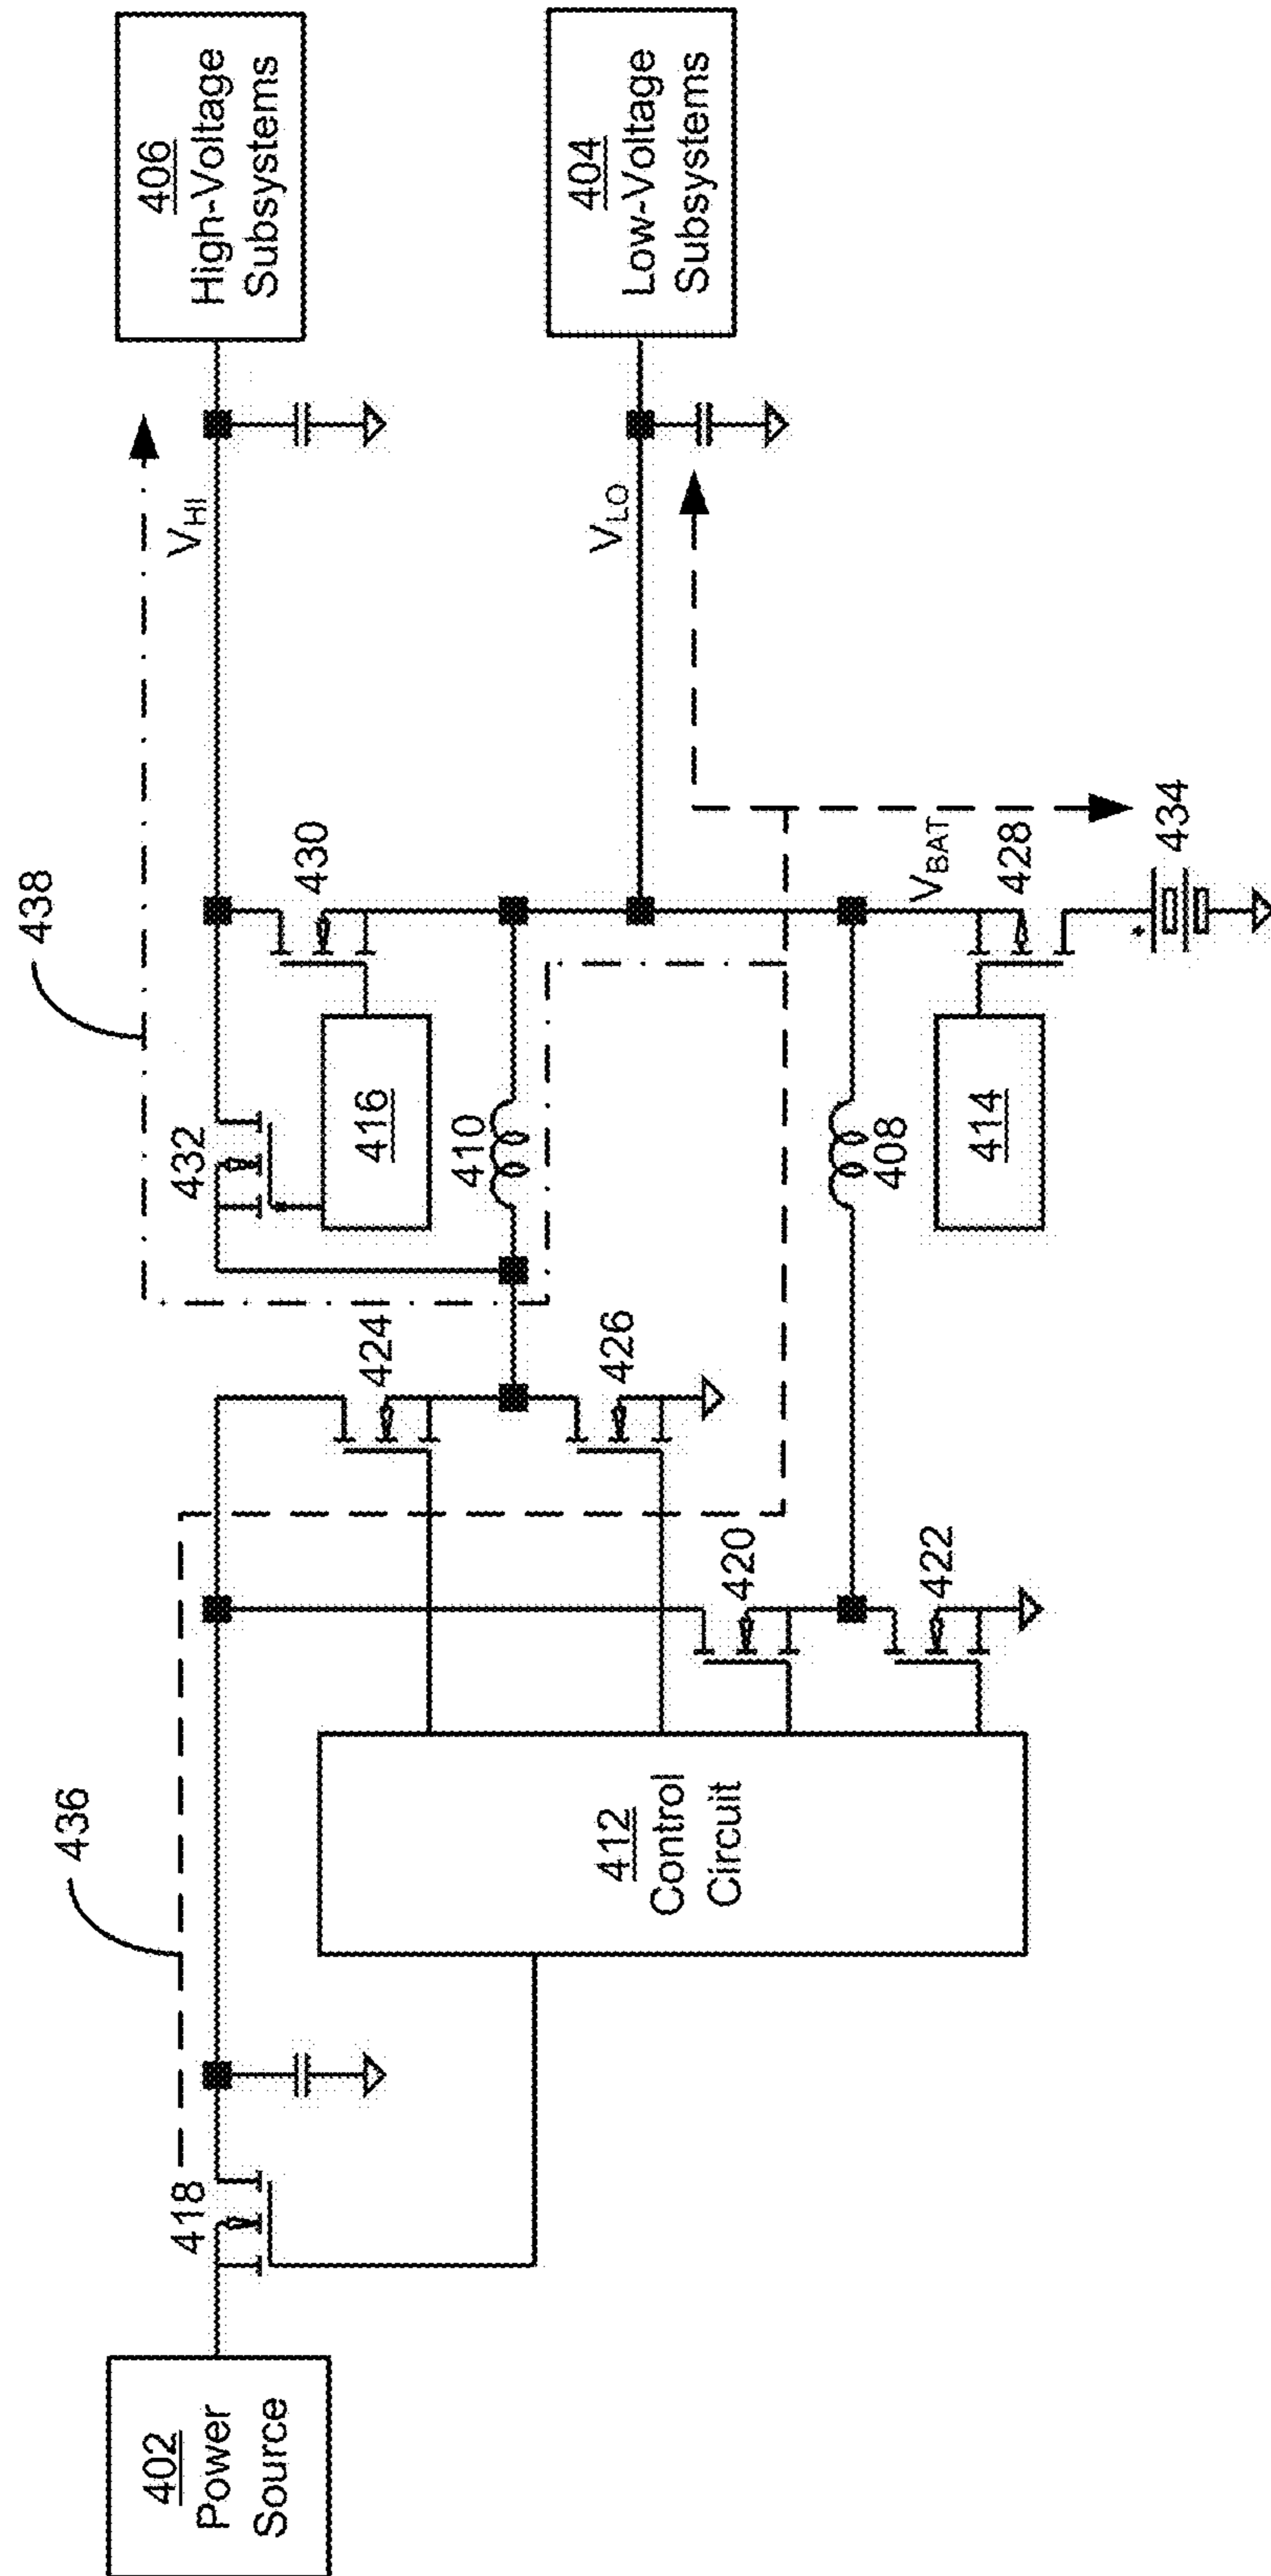 438
436
406
High-Voltage
Subsystems
V_HI
432
430
416
418
424
410
402
Power
Source
426
404
Low-Voltage
Subsystems
V_LO
412
Control
Circuit
420
422
408
414
V_BAT
428
434
+